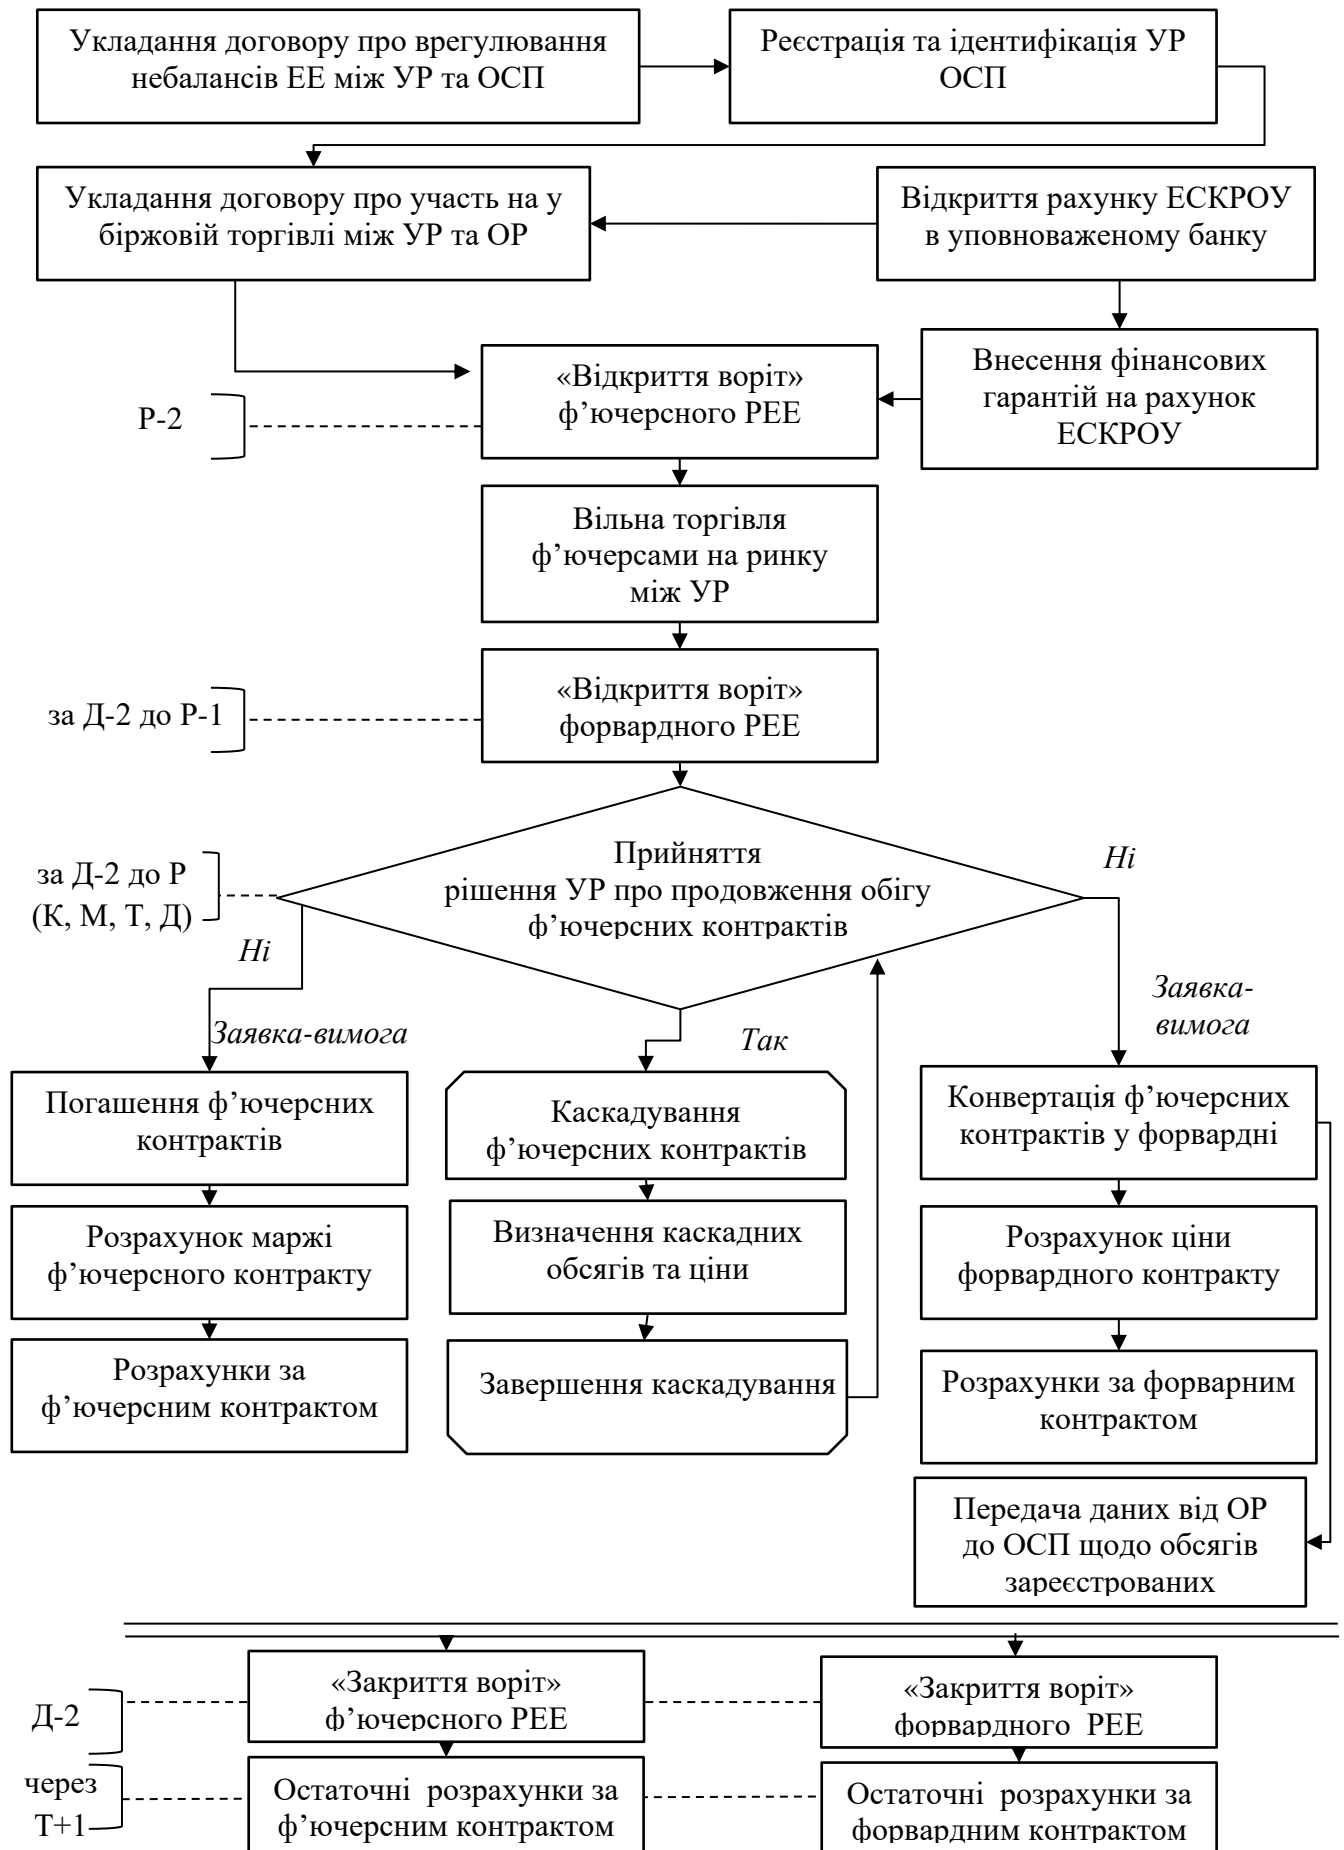 Укладання договору про врегулювання
небалансів ЕЕ між УР та ОСП
Реєстрація та ідентифікація УР
ОСП
Укладання договору про участь на у
біржовій торгівлі між УР та ОР
Відкриття рахунку ЕСКРОУ
в уповноваженому банку
«Відкриття воріт»
ф’ючерсного РЕЕ
Внесення фінансових
гарантій на рахунок
ЕСКРОУ
Р-2
Вільна торгівля
ф’ючерсами на ринку
між УР
«Відкриття воріт»
форвардного РЕЕ
за Д-2 до Р-1
Прийняття
рішення УР про продовження обігу
ф’ючерсних контрактів
за Д-2 до Р
(К, М, Т, Д)
Ні
Ні
Заявка-вимога
Так
Заявка-
вимога
Погашення ф’ючерсних
контрактів
Каскадування
ф’ючерсних контрактів
Конвертація ф’ючерсних
контрактів у форвардні
Розрахунок маржі
ф’ючерсного контракту
Визначення каскадних
обсягів та ціни
Розрахунок ціни
форвардного контракту
Розрахунки за
ф’ючерсним контрактом
Завершення каскадування
Розрахунки за форварним
контрактом
Передача даних від ОР
до ОСП щодо обсягів
зареєстрованих
«Закриття воріт»
ф’ючерсного РЕЕ
«Закриття воріт»
форвардного РЕЕ
Д-2
через
Т+1
Остаточні розрахунки за
ф’ючерсним контрактом
Остаточні розрахунки за
форвардним контрактом